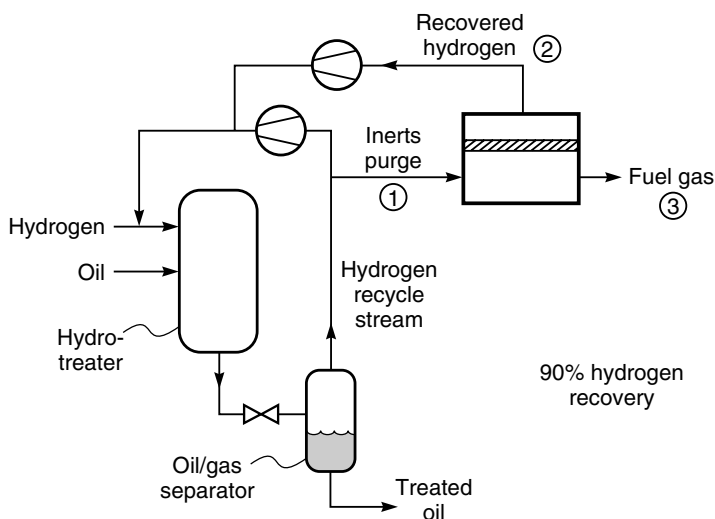 Recovered
hydrogen ②
Inerts
purge
①
Fuel gas
③
Hydrogen
Oil
Hydrogen
recycle
stream
Hydro-
treater
90% hydrogen
recovery
Oil/gas
separator
Treated
oil